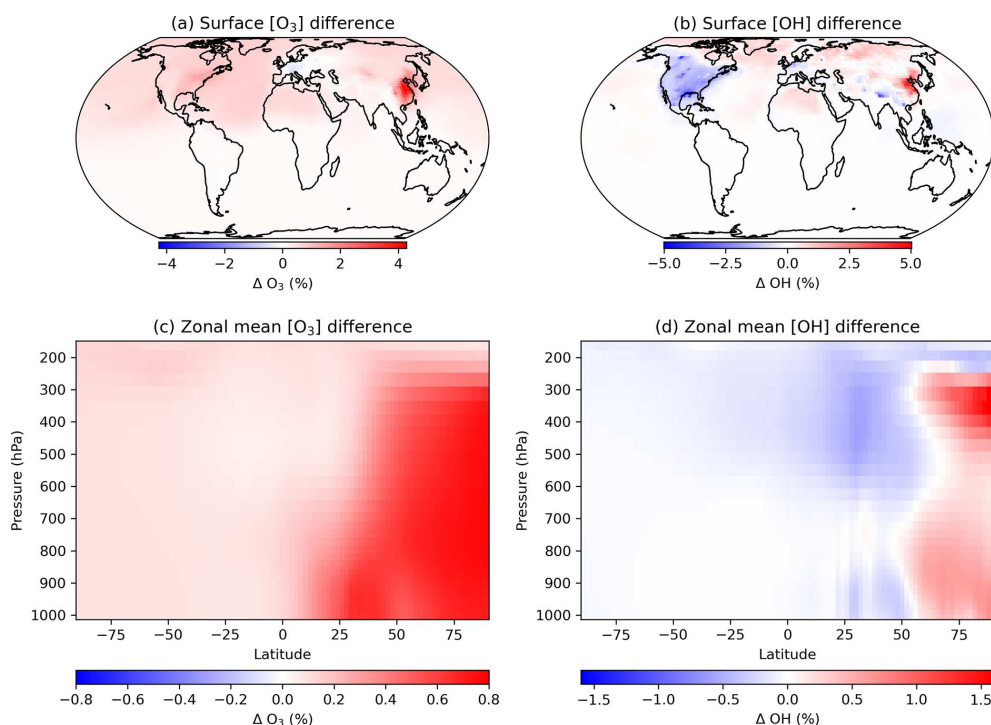 (a) Surface [O₃] difference
(b) Surface [OH] difference
−4 −2 0 2 4
Δ O₃ (%)
−5.0 −2.5 0.0 2.5 5.0
Δ OH (%)
(c) Zonal mean [O₃] difference
(d) Zonal mean [OH] difference
200
300
400
500
600
700
800
900
1000
Pressure (hPa)
−75 −50 −25 0 25 50 75
Latitude
200
300
400
500
600
700
800
900
1000
Pressure (hPa)
−75 −50 −25 0 25 50 75
Latitude
−0.8 −0.6 −0.4 −0.2 0.0 0.2 0.4 0.6 0.8
Δ O₃ (%)
−1.5 −1.0 −0.5 0.0 0.5 1.0 1.5
Δ OH (%)